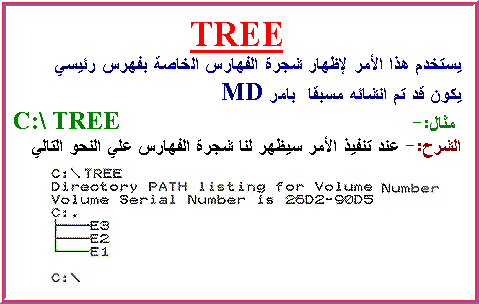 TREE
يستخدم هذا الأمر لإظهار شجرة الفهارس الخاصة بفهرس رئيسي
يكون قد تم انشائه مسبقا بامر MD
مثال:- C:\ TREE
الشرح:- عند تنفيذ الأمر سيظهر لنا شجرة الفهارس علي النحو التالي
C:\TREE
Directory PATH listing for Volume Number
Volume Serial Number is 26D2-90D5
C:.
├───E3
├───E2
└───E1
C:\